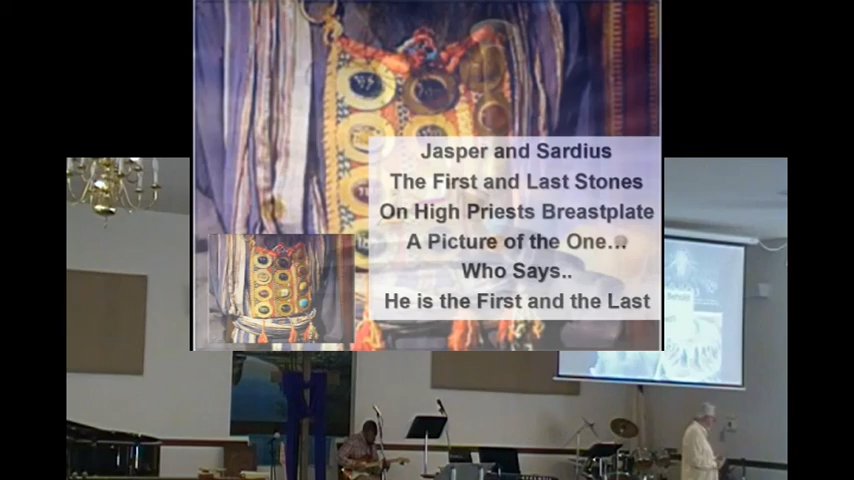 Jasper and Sardius
The First and Last Stones
On High Priests Breastplate
A Picture of the One...
Who Says..
He is the First and the Last